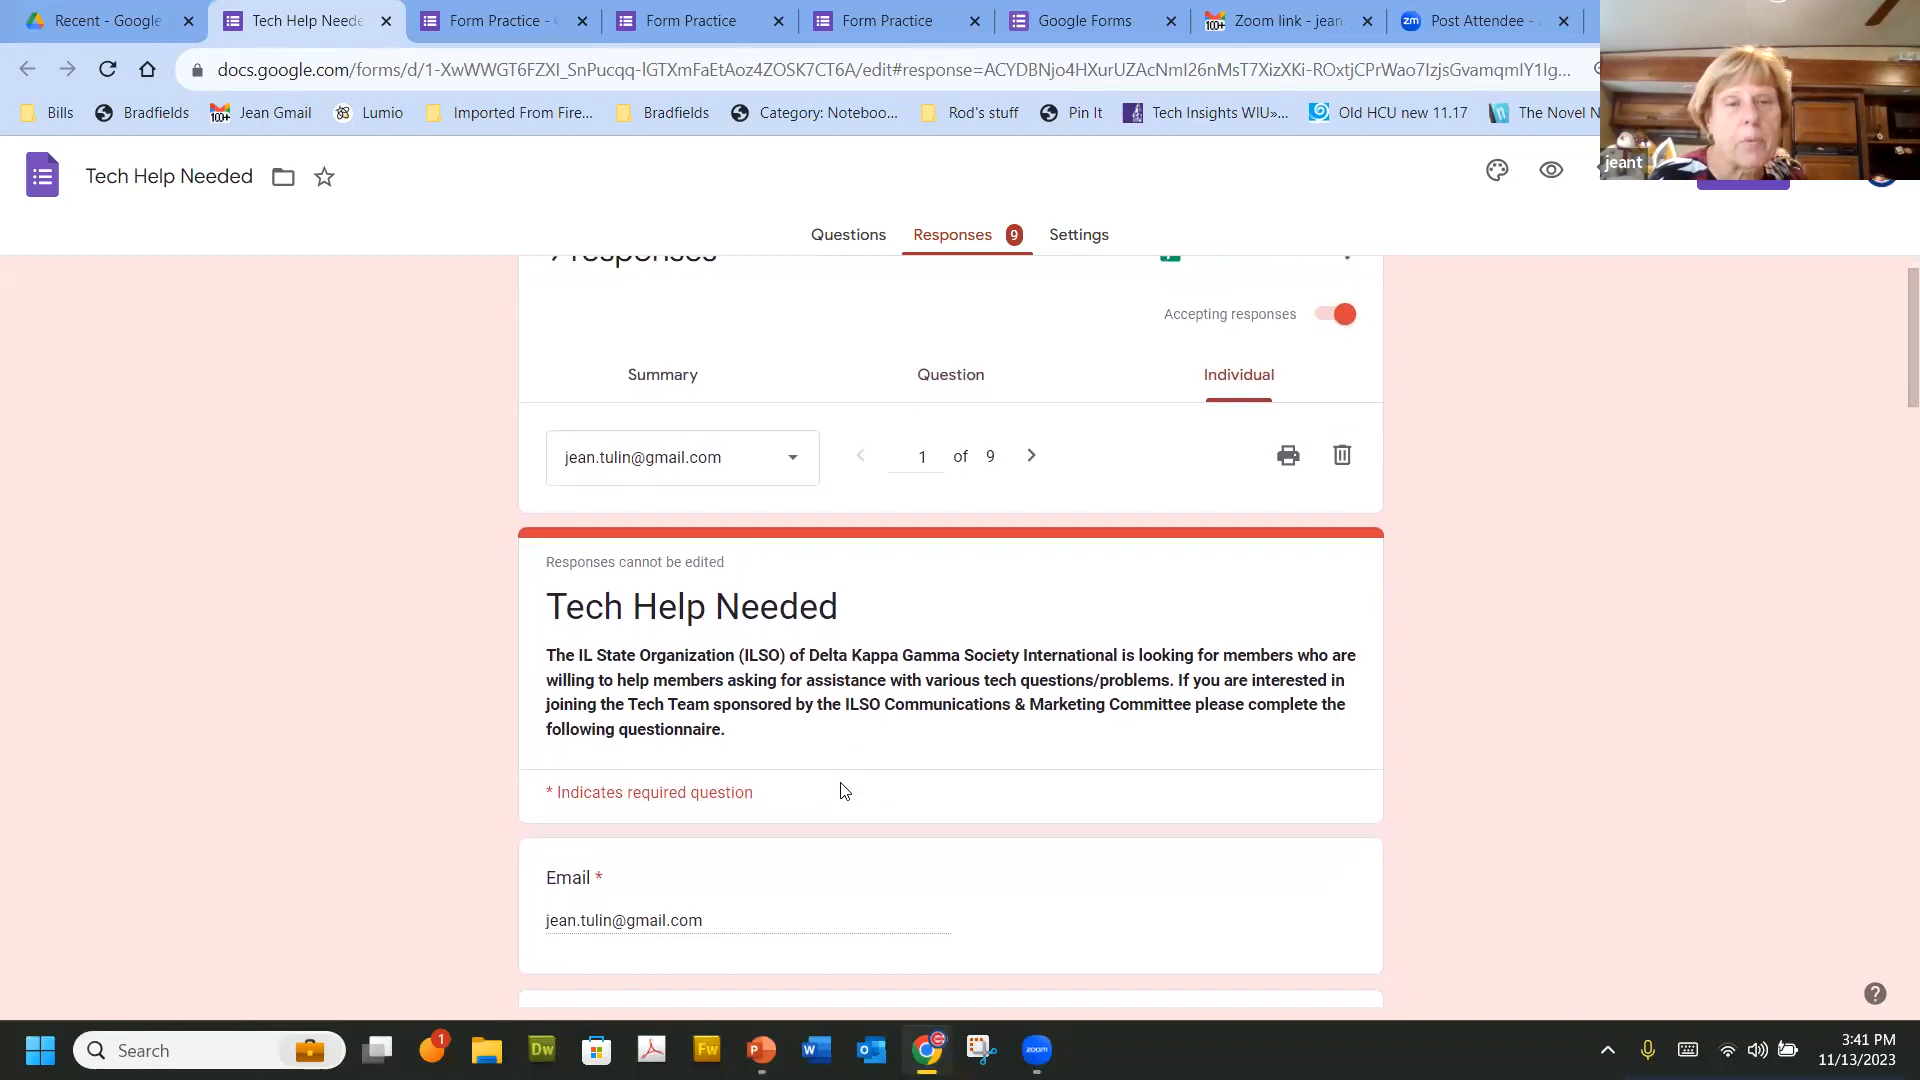 Recent - Google
Tech Help Neede
Form Practice -
Form Practice
Form Practice
Google Forms
Zoom link - jean
Post Attendee -
docs.google.com/forms/d/1-XwWWGT6FZXI_SnPucqq-lGTXmFaEtAoz4ZOSK7CT6A/edit#response=ACYDBNjo4HXurUZAcNmI26nMsT7XizXKi-ROxtjCPrWao7IzjsGvamqmIY1Ig...
Bills
Bradfields
Jean Gmail
Lumio
Imported From Fire...
Bradfields
Category: Noteboo...
Rod's stuff
Pin It
Tech Insights WIU»...
Old HCU new 11.17
The Novel N
jeant
Tech Help Needed
Questions
Responses 9
Settings
responses
Accepting responses
Summary
Question
Individual
jean.tulin@gmail.com
1 of 9
Responses cannot be edited
Tech Help Needed
The IL State Organization (ILSO) of Delta Kappa Gamma Society International is looking for members who are
willing to help members asking for assistance with various tech questions/problems. If you are interested in
joining the Tech Team sponsored by the ILSO Communications & Marketing Committee please complete the
following questionnaire.
* Indicates required question
Email *
jean.tulin@gmail.com
Search
1
Dw
Fw
zoom
3:41 PM
11/13/2023